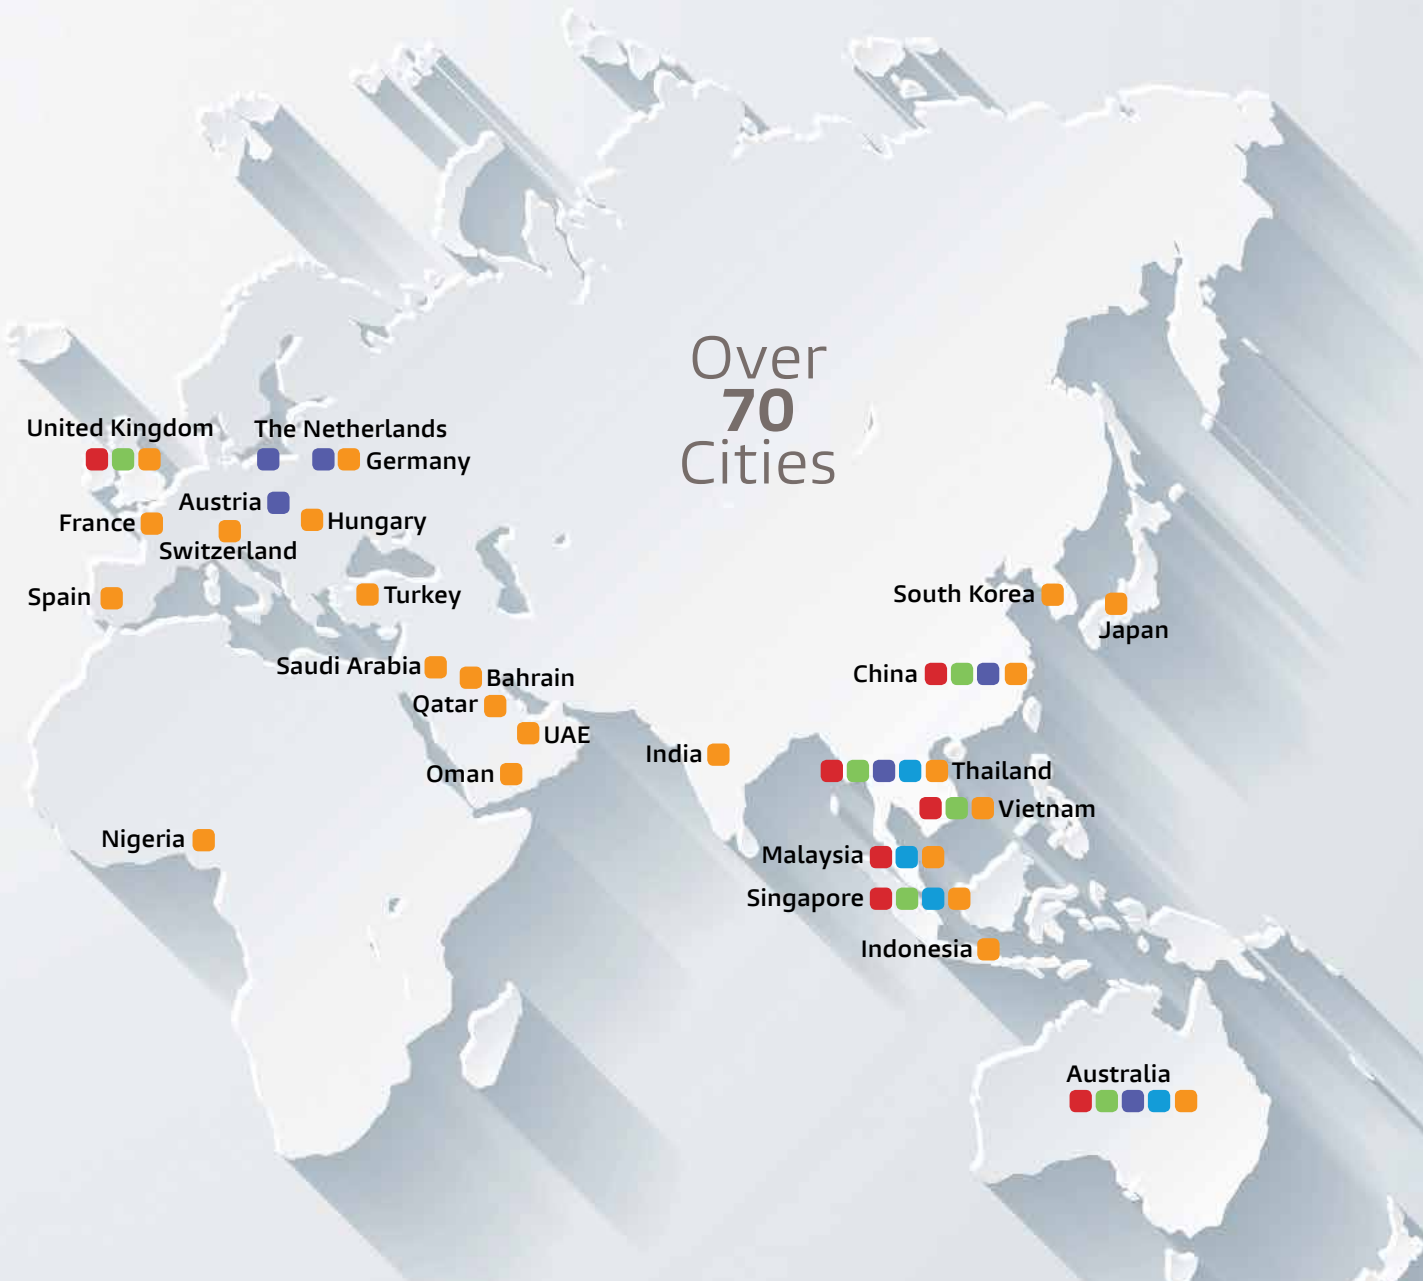 Over
70
Cities
United Kingdom
The Netherlands
Germany
Austria
France
Hungary
Switzerland
Spain
Turkey
South Korea
Japan
Saudi Arabia
Bahrain
China
Qatar
UAE
India
Oman
Thailand
Vietnam
Nigeria
Malaysia
Singapore
Indonesia
Australia